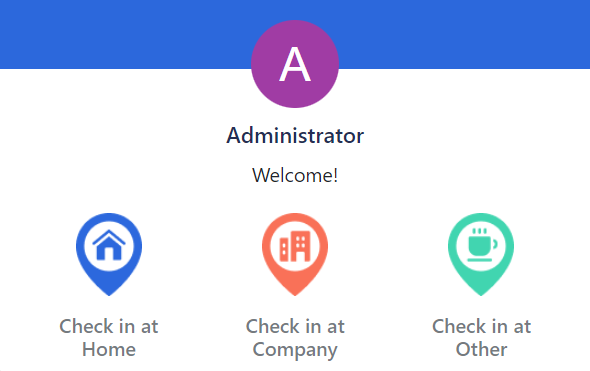 A
Administrator
Welcome!
Check in at Home
Check in at Company
Check in at Other